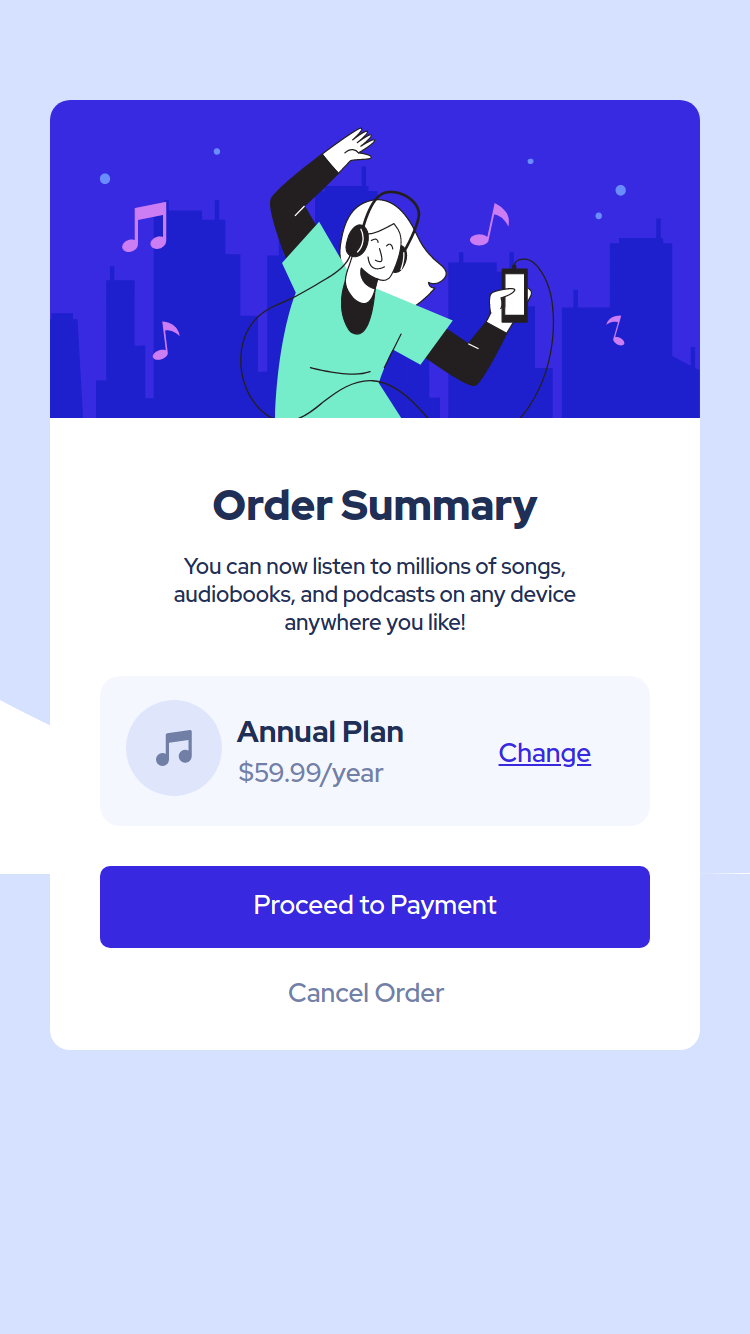 Order Summary
You can now listen to millions of songs,
audiobooks, and podcasts on any device
anywhere you like!
Annual Plan
$59.99/year
Change
Proceed to Payment
Cancel Order